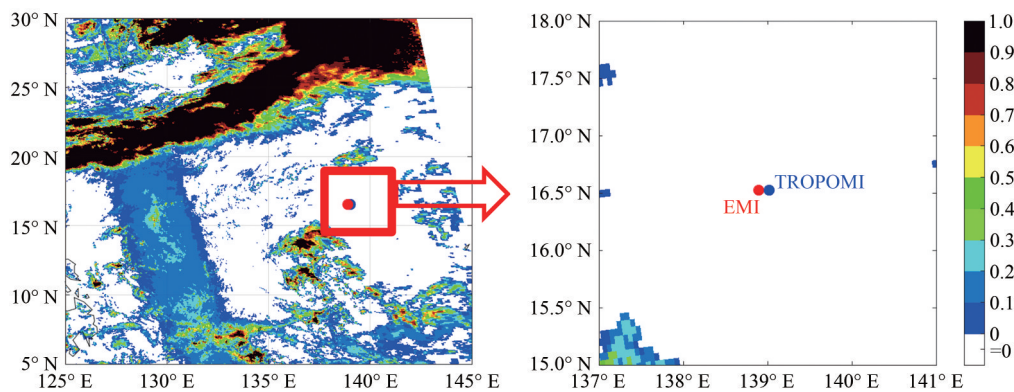 30° N
25° N
20° N
15° N
10° N
5° N
125° E
130° E
135° E
140° E
145° E
18.0° N
17.5° N
17.0° N
16.5° N
16.0° N
15.5° N
15.0° N
137° E
138° E
139° E
140° E
141° E
TROPOMI
EMI
1.0
0.9
0.8
0.7
0.6
0.5
0.4
0.3
0.2
0.1
0
=0